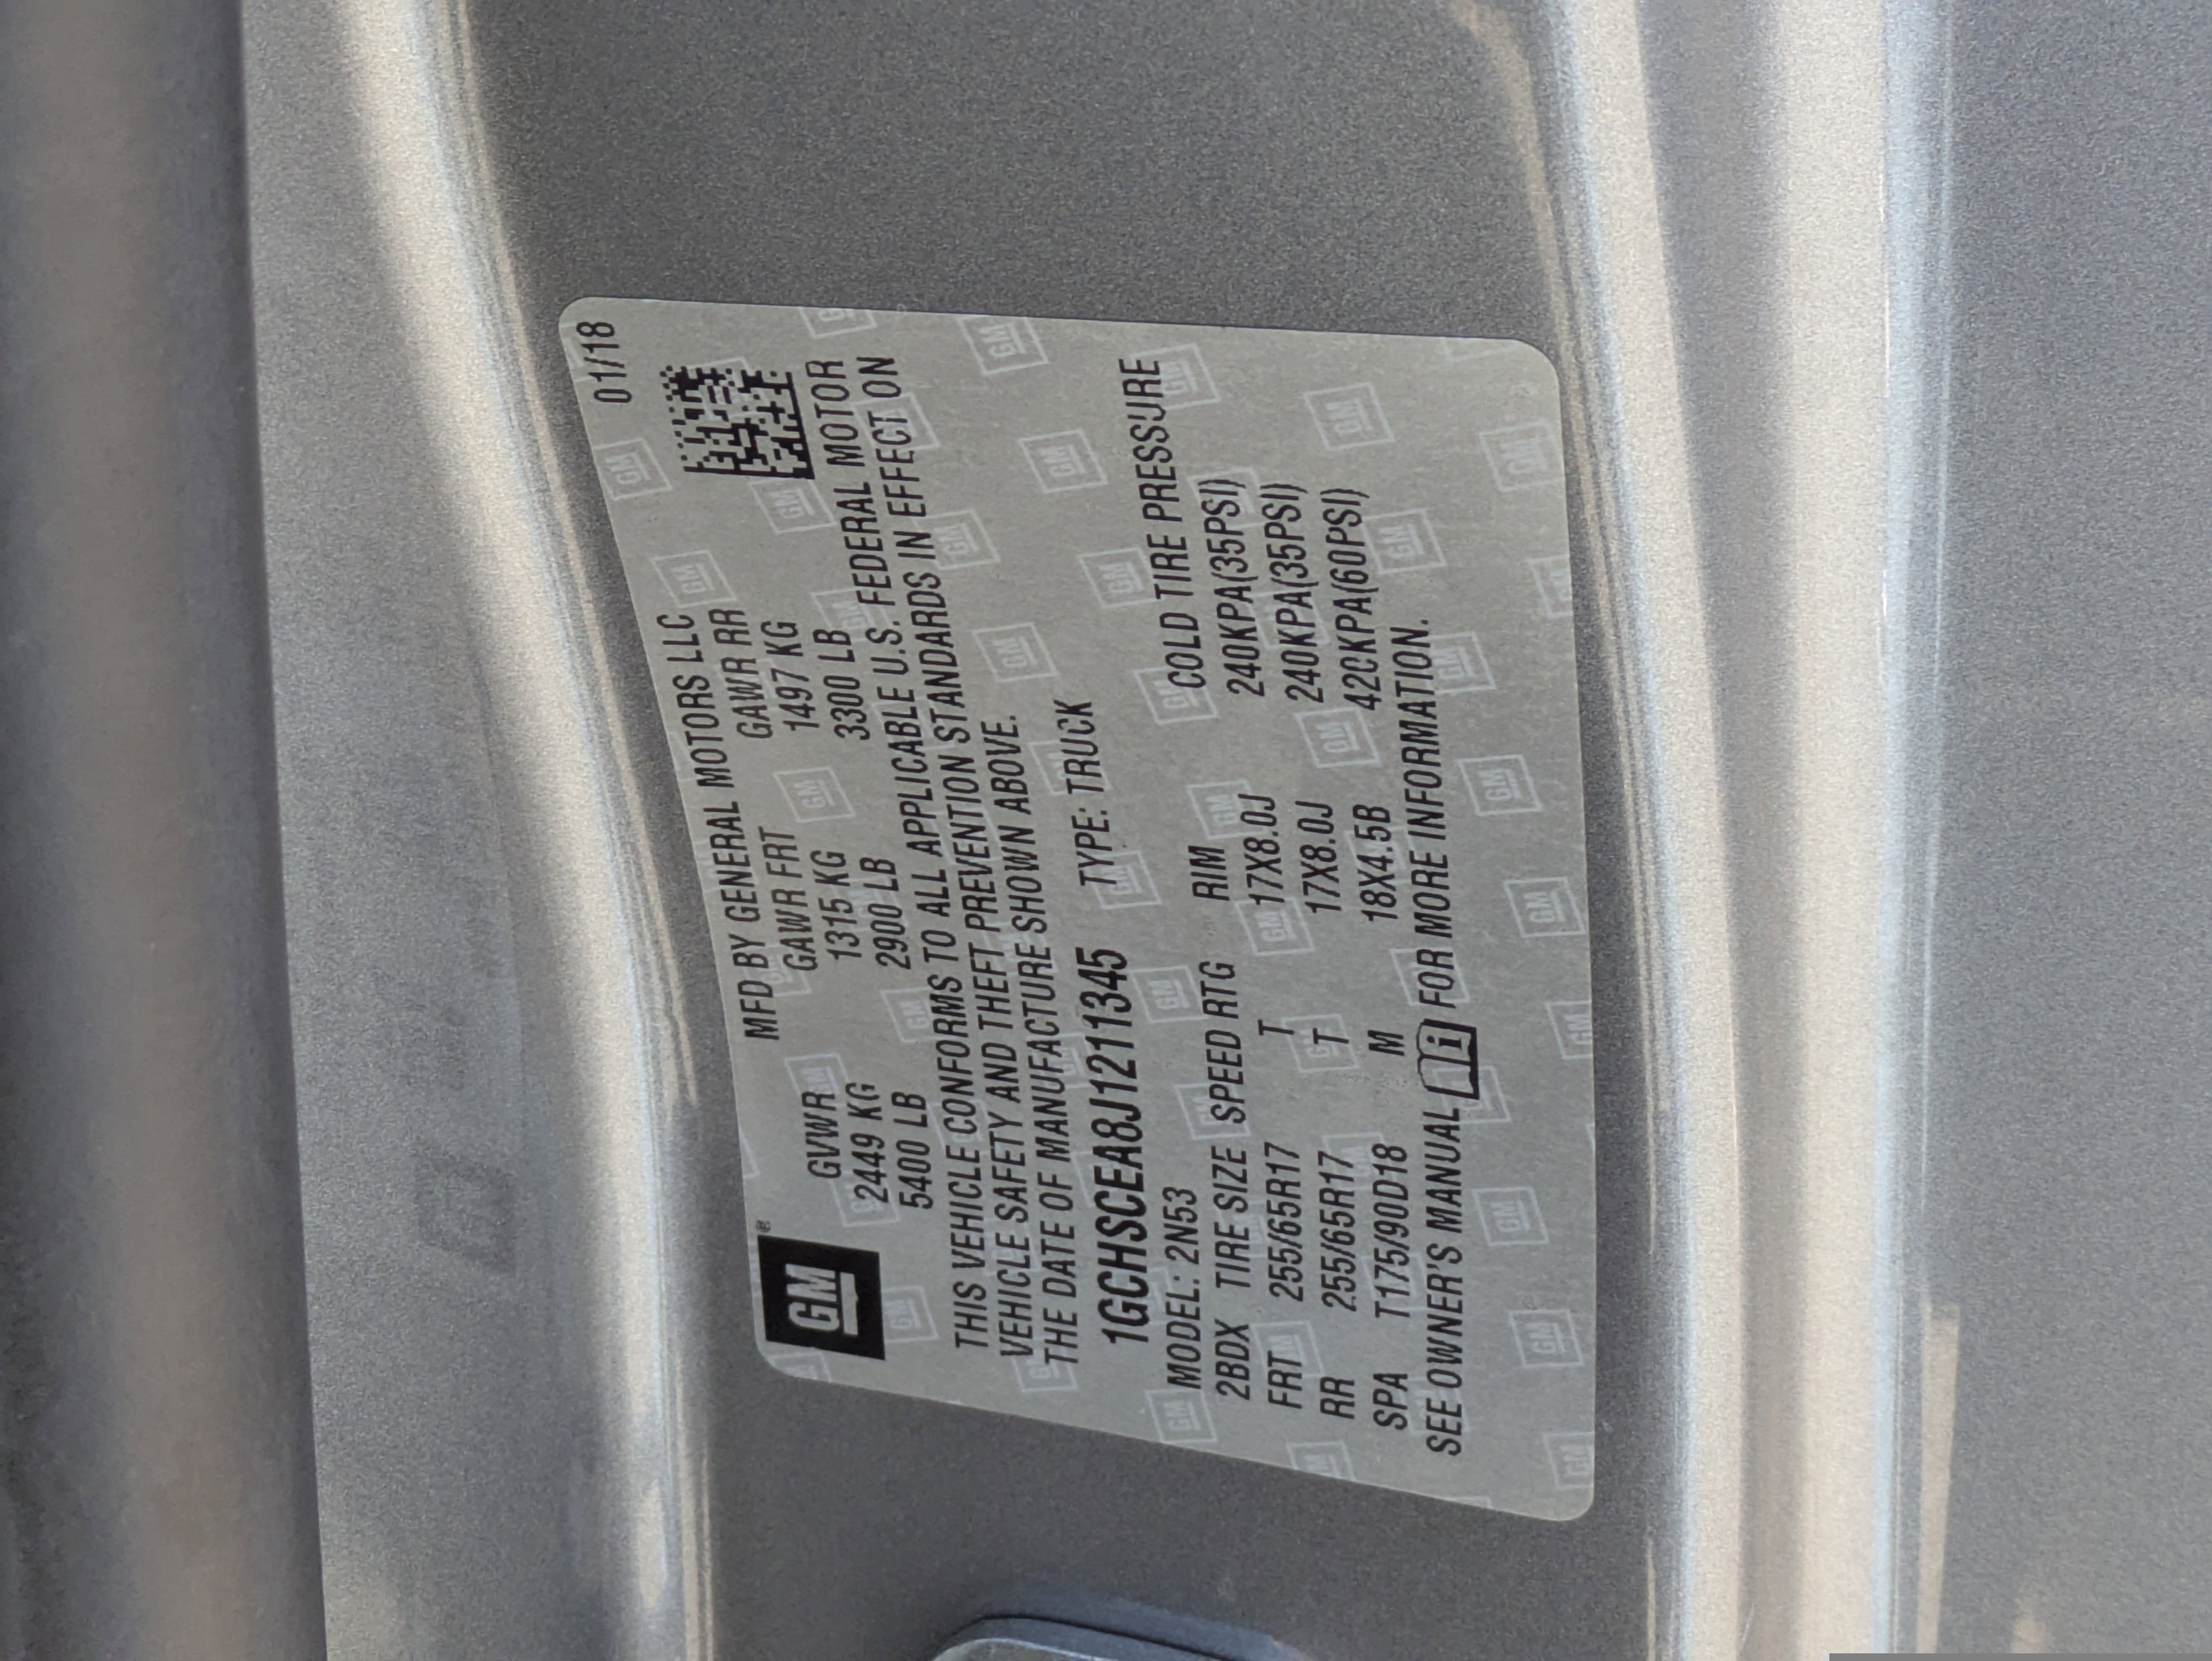 01/18
GM®
MFD BY GENERAL MOTORS LLC
GVWR GAWR FRT GAWR RR
2449 KG 1315 KG 1497 KG
5400 LB 2900 LB 3300 LB
THIS VEHICLE CONFORMS TO ALL APPLICABLE U.S. FEDERAL MOTOR
VEHICLE SAFETY AND THEFT PREVENTION STANDARDS IN EFFECT ON
THE DATE OF MANUFACTURE SHOWN ABOVE.
1GCHSCEA8J1211345 TYPE: TRUCK
MODEL: 2N53
2BDX TIRE SIZE SPEED RTG RIM COLD TIRE PRESSURE
FRT 255/65R17 T 17X8.0J 240KPA(35PSI)
RR 255/65R17 T 17X8.0J 240KPA(35PSI)
SPA T175/90D18 M 18X4.5B 420KPA(60PSI)
SEE OWNER'S MANUAL i FOR MORE INFORMATION.